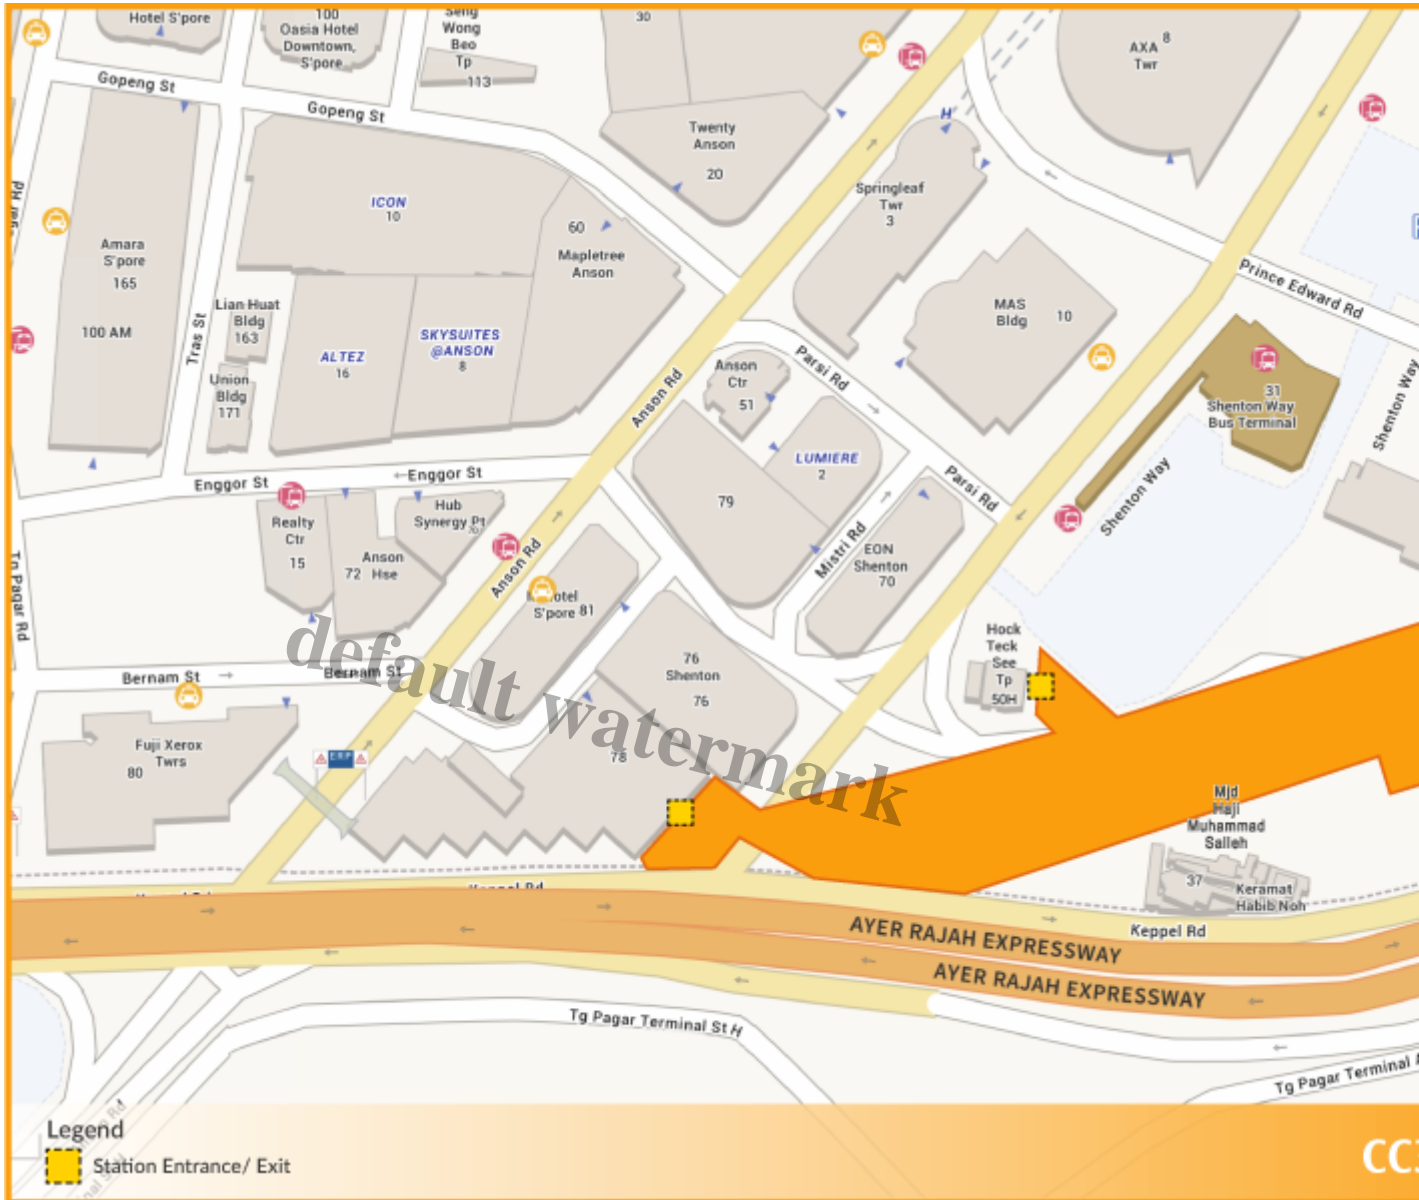 Hotel S'pore
100
Oasia Hotel
Downtown,
S'pore
Seng
Wong
Beo
Tp
113
30
AXA 8
Twr
Gopeng St
Gopeng St
Twenty
Anson
20
Springleaf
Twr
3
ICON
10
60
Mapletree
Anson
Amara
S'pore
165
100 AM
Prince Edward Rd
MAS
Bldg
10
Lian Huat
Bldg
163
Tras St
ALTEZ
16
SKYSUITES
@ANSON
8
Union
Bldg
171
Anson
Ctr
51
Parsi Rd
Anson Rd
31
Shenton Way
Bus Terminal
Shenton Way
LUMIERE
2
Enggor St
Enggor St
Parsi Rd
Shenton Way
79
Realty
Ctr
15
Hub
Synergy Pt
70
Anson
Hse
72
Anson Rd
Mistri Rd
EON
Shenton
70
Tg Pagar Rd
S'pore 81
Hock
Teck
See
Tp
50H
Bernam St
Bernam St
76
Shenton
76
default watermark
Fuji Xerox
Twrs
80
ERP
78
Mjd
Haji
Muhammad
Salleh
37
Keramat
Habib Noh
Keppel Rd
Keppel Rd
AYER RAJAH EXPRESSWAY
AYER RAJAH EXPRESSWAY
Tg Pagar Terminal St H
Tg Pagar Terminal
Legend
Station Entrance/ Exit